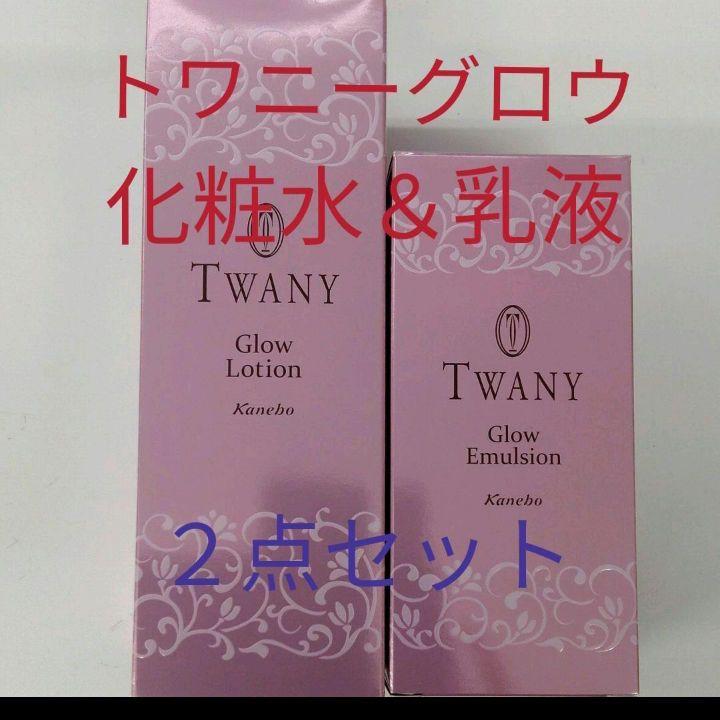 トワニーグロウ
化粧水＆乳液
T
TWANY
Glow
Lotion
Kanebo
T
TWANY
Glow
Emulsion
Kanebo
２点セット